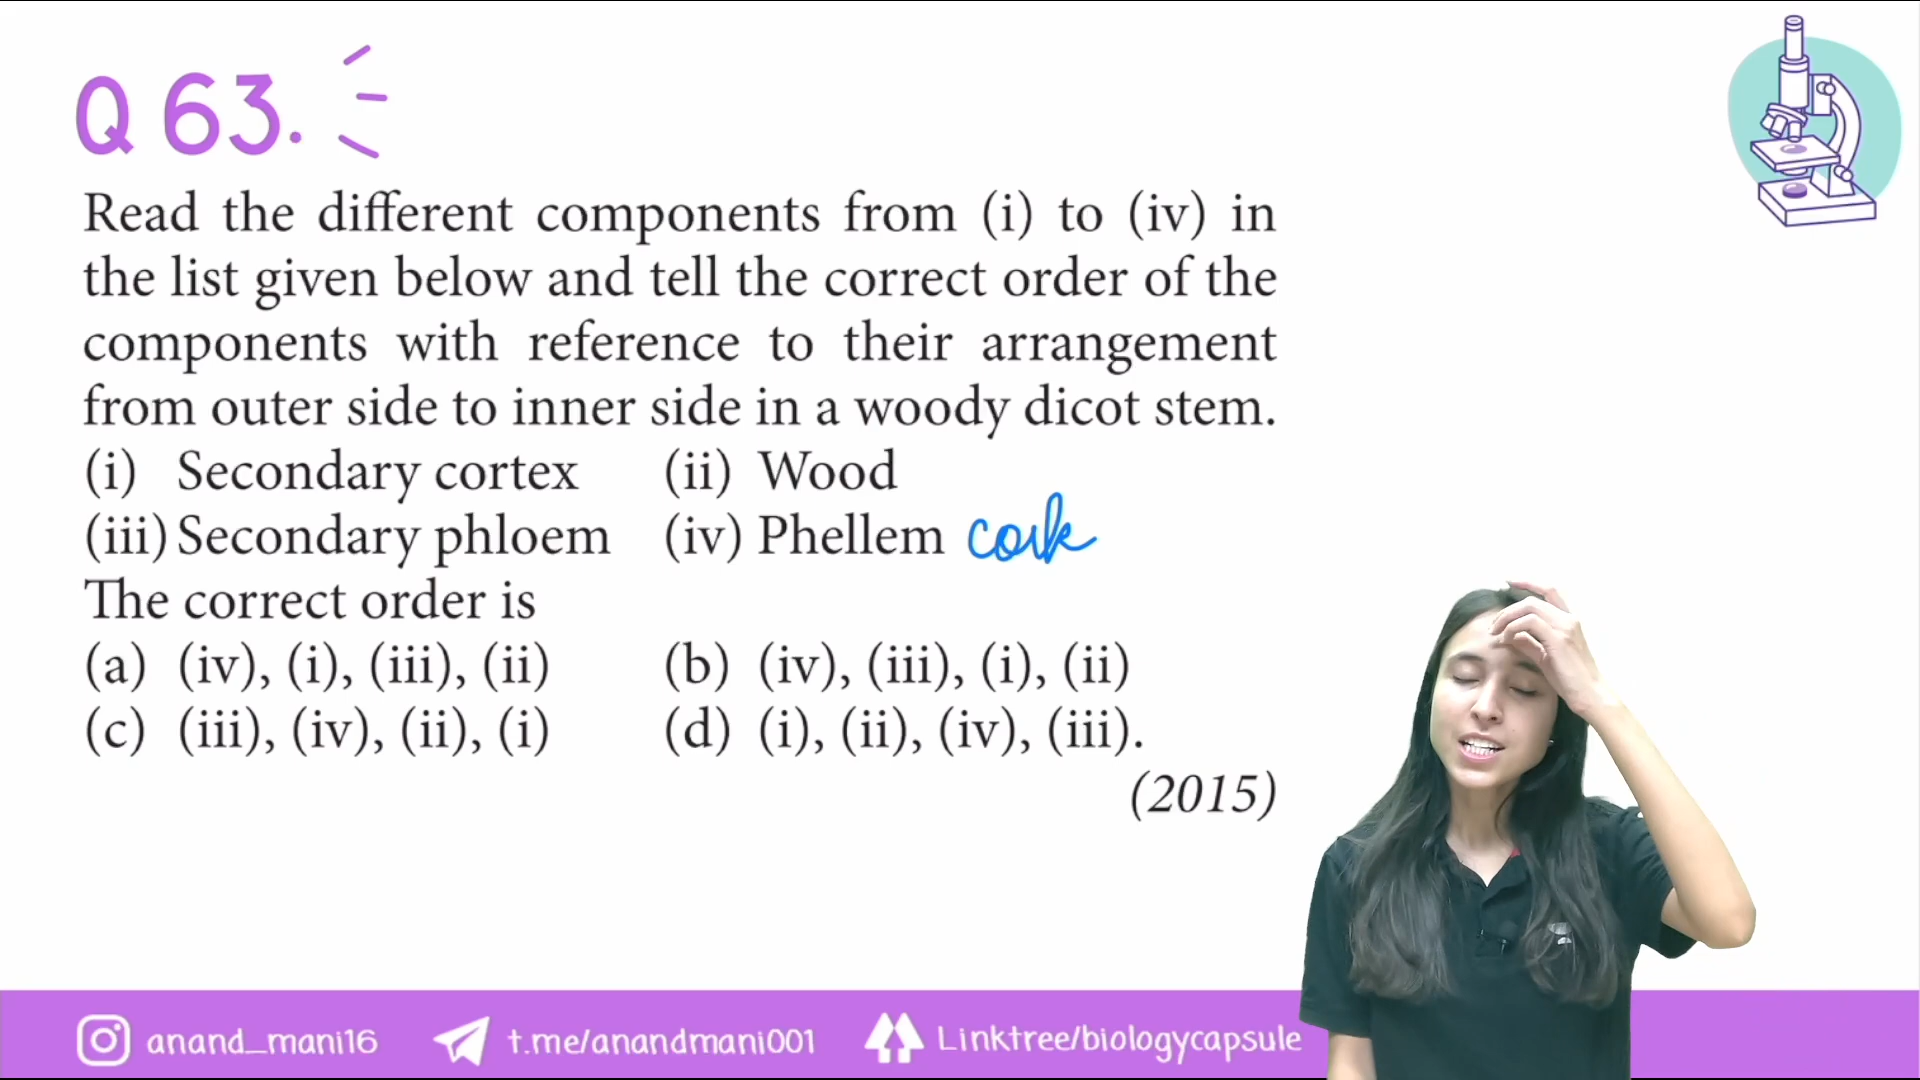 Q 63.
Read the different components from (i) to (iv) in
the list given below and tell the correct order of the
components with reference to their arrangement
from outer side to inner side in a woody dicot stem.
(i) Secondary cortex (ii) Wood
(iii) Secondary phloem (iv) Phellem cork
The correct order is
(a) (iv), (i), (iii), (ii) (b) (iv), (iii), (i), (ii)
(c) (iii), (iv), (ii), (i) (d) (i), (ii), (iv), (iii).
(2015)
anand_mani16 t.me/anandmani001 Linktree/biologycapsule